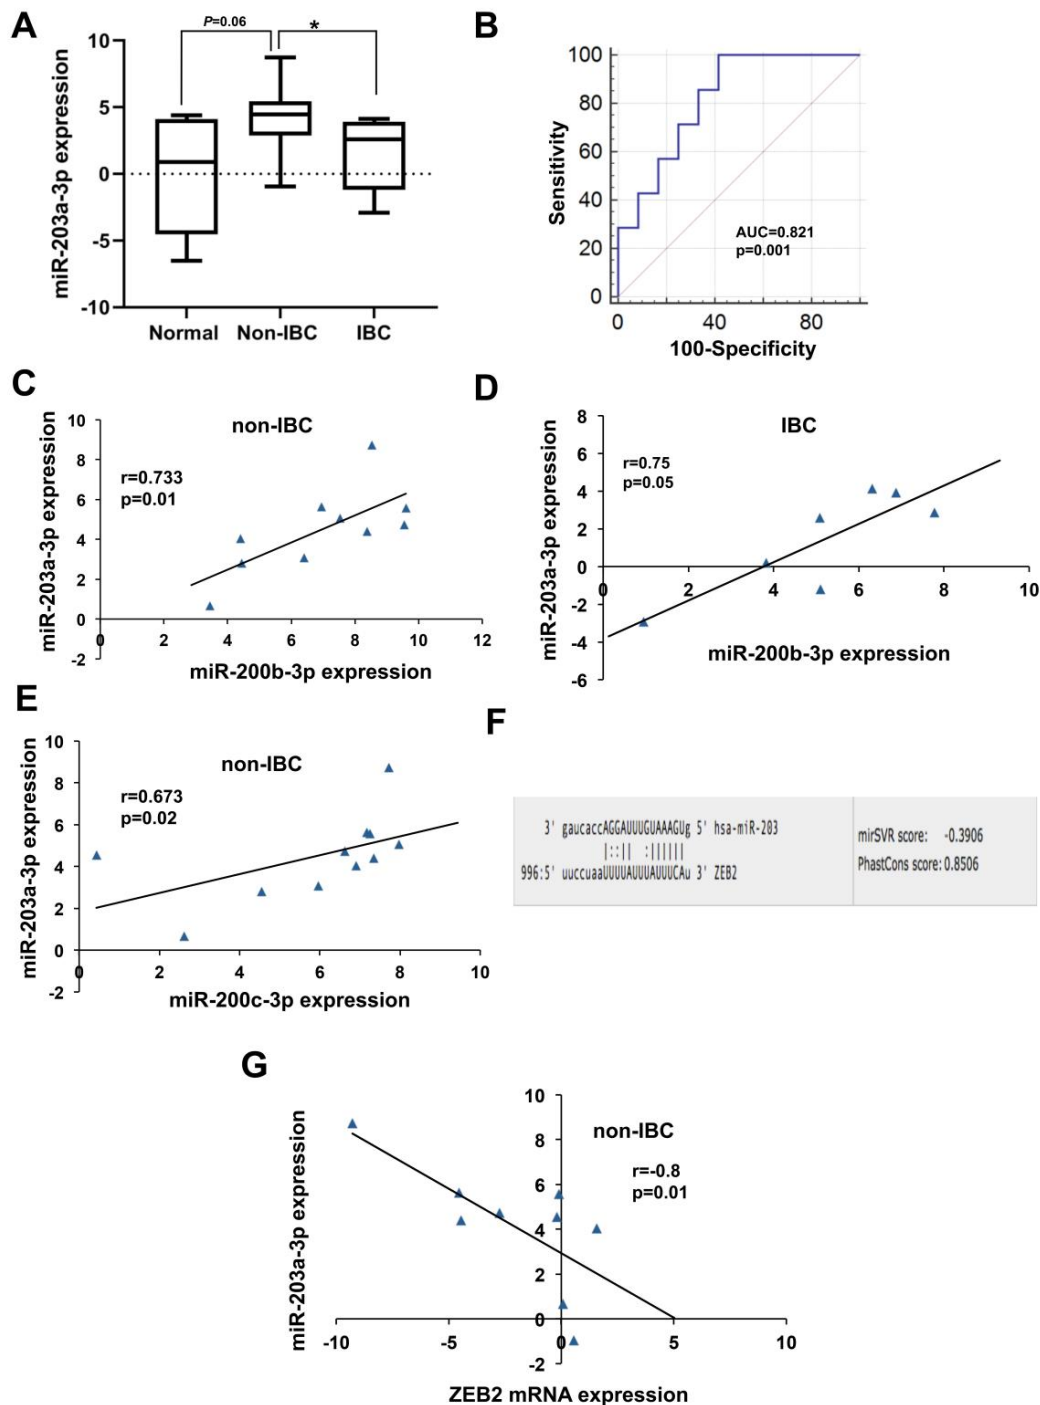 A
P=0.06
*
miR-203a-3p expression
10
5
0
-5
-10
Normal Non-IBC IBC
B
Sensitivity
100
80
60
40
20
0
AUC=0.821
p=0.001
0 40 80
100-Specificity
C
non-IBC
r=0.733
p=0.01
miR-203a-3p expression
10
8
6
4
2
0
-2
0 2 4 6 8 10 12
miR-200b-3p expression
D
IBC
r=0.75
p=0.05
miR-203a-3p expression
8
6
4
2
0
-2
-4
-6
0 2 4 6 8 10
miR-200b-3p expression
E
non-IBC
r=0.673
p=0.02
miR-203a-3p expression
10
8
6
4
2
0
-2
0 2 4 6 8 10
miR-200c-3p expression
F
3' gaucaccAGGAUUUGUAAAGUg 5' hsa-miR-203
|::|| :||||||
996:5' uuccuaaUUUUAUUUAUUUCAu 3' ZEB2
mirSVR score: -0.3906
PhastCons score: 0.8506
G
non-IBC
r=-0.8
p=0.01
miR-203a-3p expression
10
8
6
4
2
0
-2
-10 -5 0 5 10
ZEB2 mRNA expression